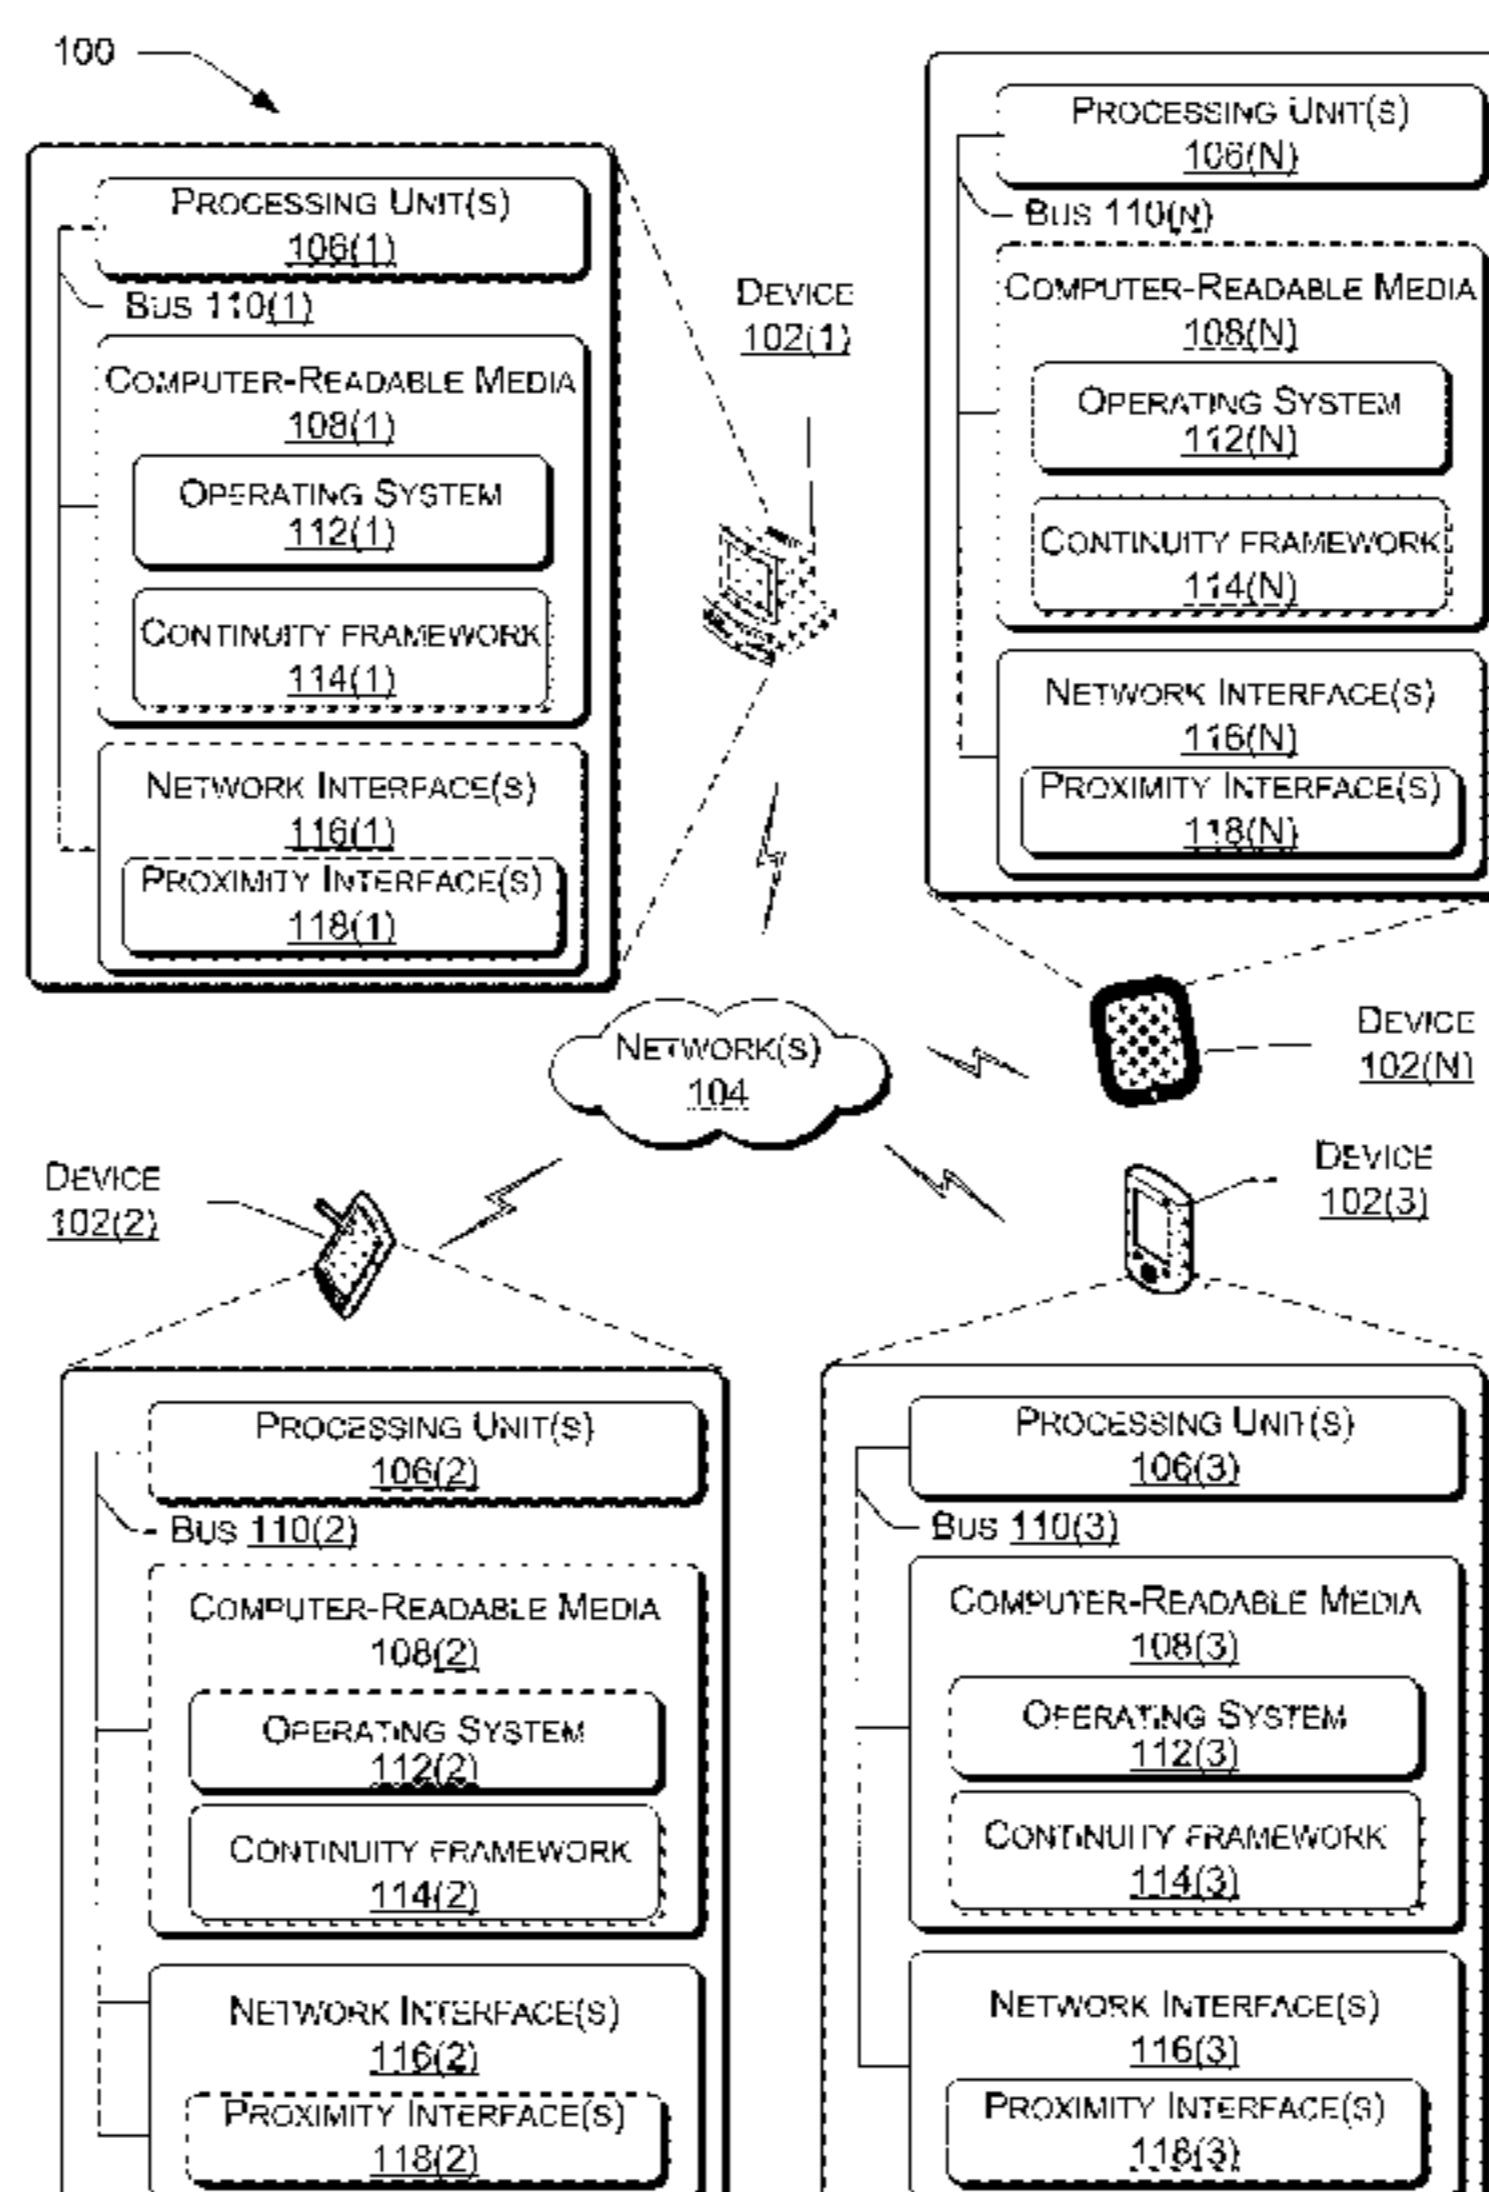 100
PROCESSING UNIT(S)
106(1)
BUS 110(1)
COMPUTER-READABLE MEDIA
108(1)
OPERATING SYSTEM
112(1)
CONTINUITY FRAMEWORK
114(1)
NETWORK INTERFACE(S)
116(1)
PROXIMITY INTERFACE(S)
118(1)
DEVICE
102(1)
PROCESSING UNIT(S)
106(N)
BUS 110(N)
COMPUTER-READABLE MEDIA
108(N)
OPERATING SYSTEM
112(N)
CONTINUITY FRAMEWORK
114(N)
NETWORK INTERFACE(S)
116(N)
PROXIMITY INTERFACE(S)
118(N)
NETWORK(S)
104
DEVICE
102(N)
DEVICE
102(2)
DEVICE
102(3)
PROCESSING UNIT(S)
106(2)
BUS 110(2)
COMPUTER-READABLE MEDIA
108(2)
OPERATING SYSTEM
112(2)
CONTINUITY FRAMEWORK
114(2)
NETWORK INTERFACE(S)
116(2)
PROXIMITY INTERFACE(S)
118(2)
PROCESSING UNIT(S)
106(3)
BUS 110(3)
COMPUTER-READABLE MEDIA
108(3)
OPERATING SYSTEM
112(3)
CONTINUITY FRAMEWORK
114(3)
NETWORK INTERFACE(S)
116(3)
PROXIMITY INTERFACE(S)
118(3)